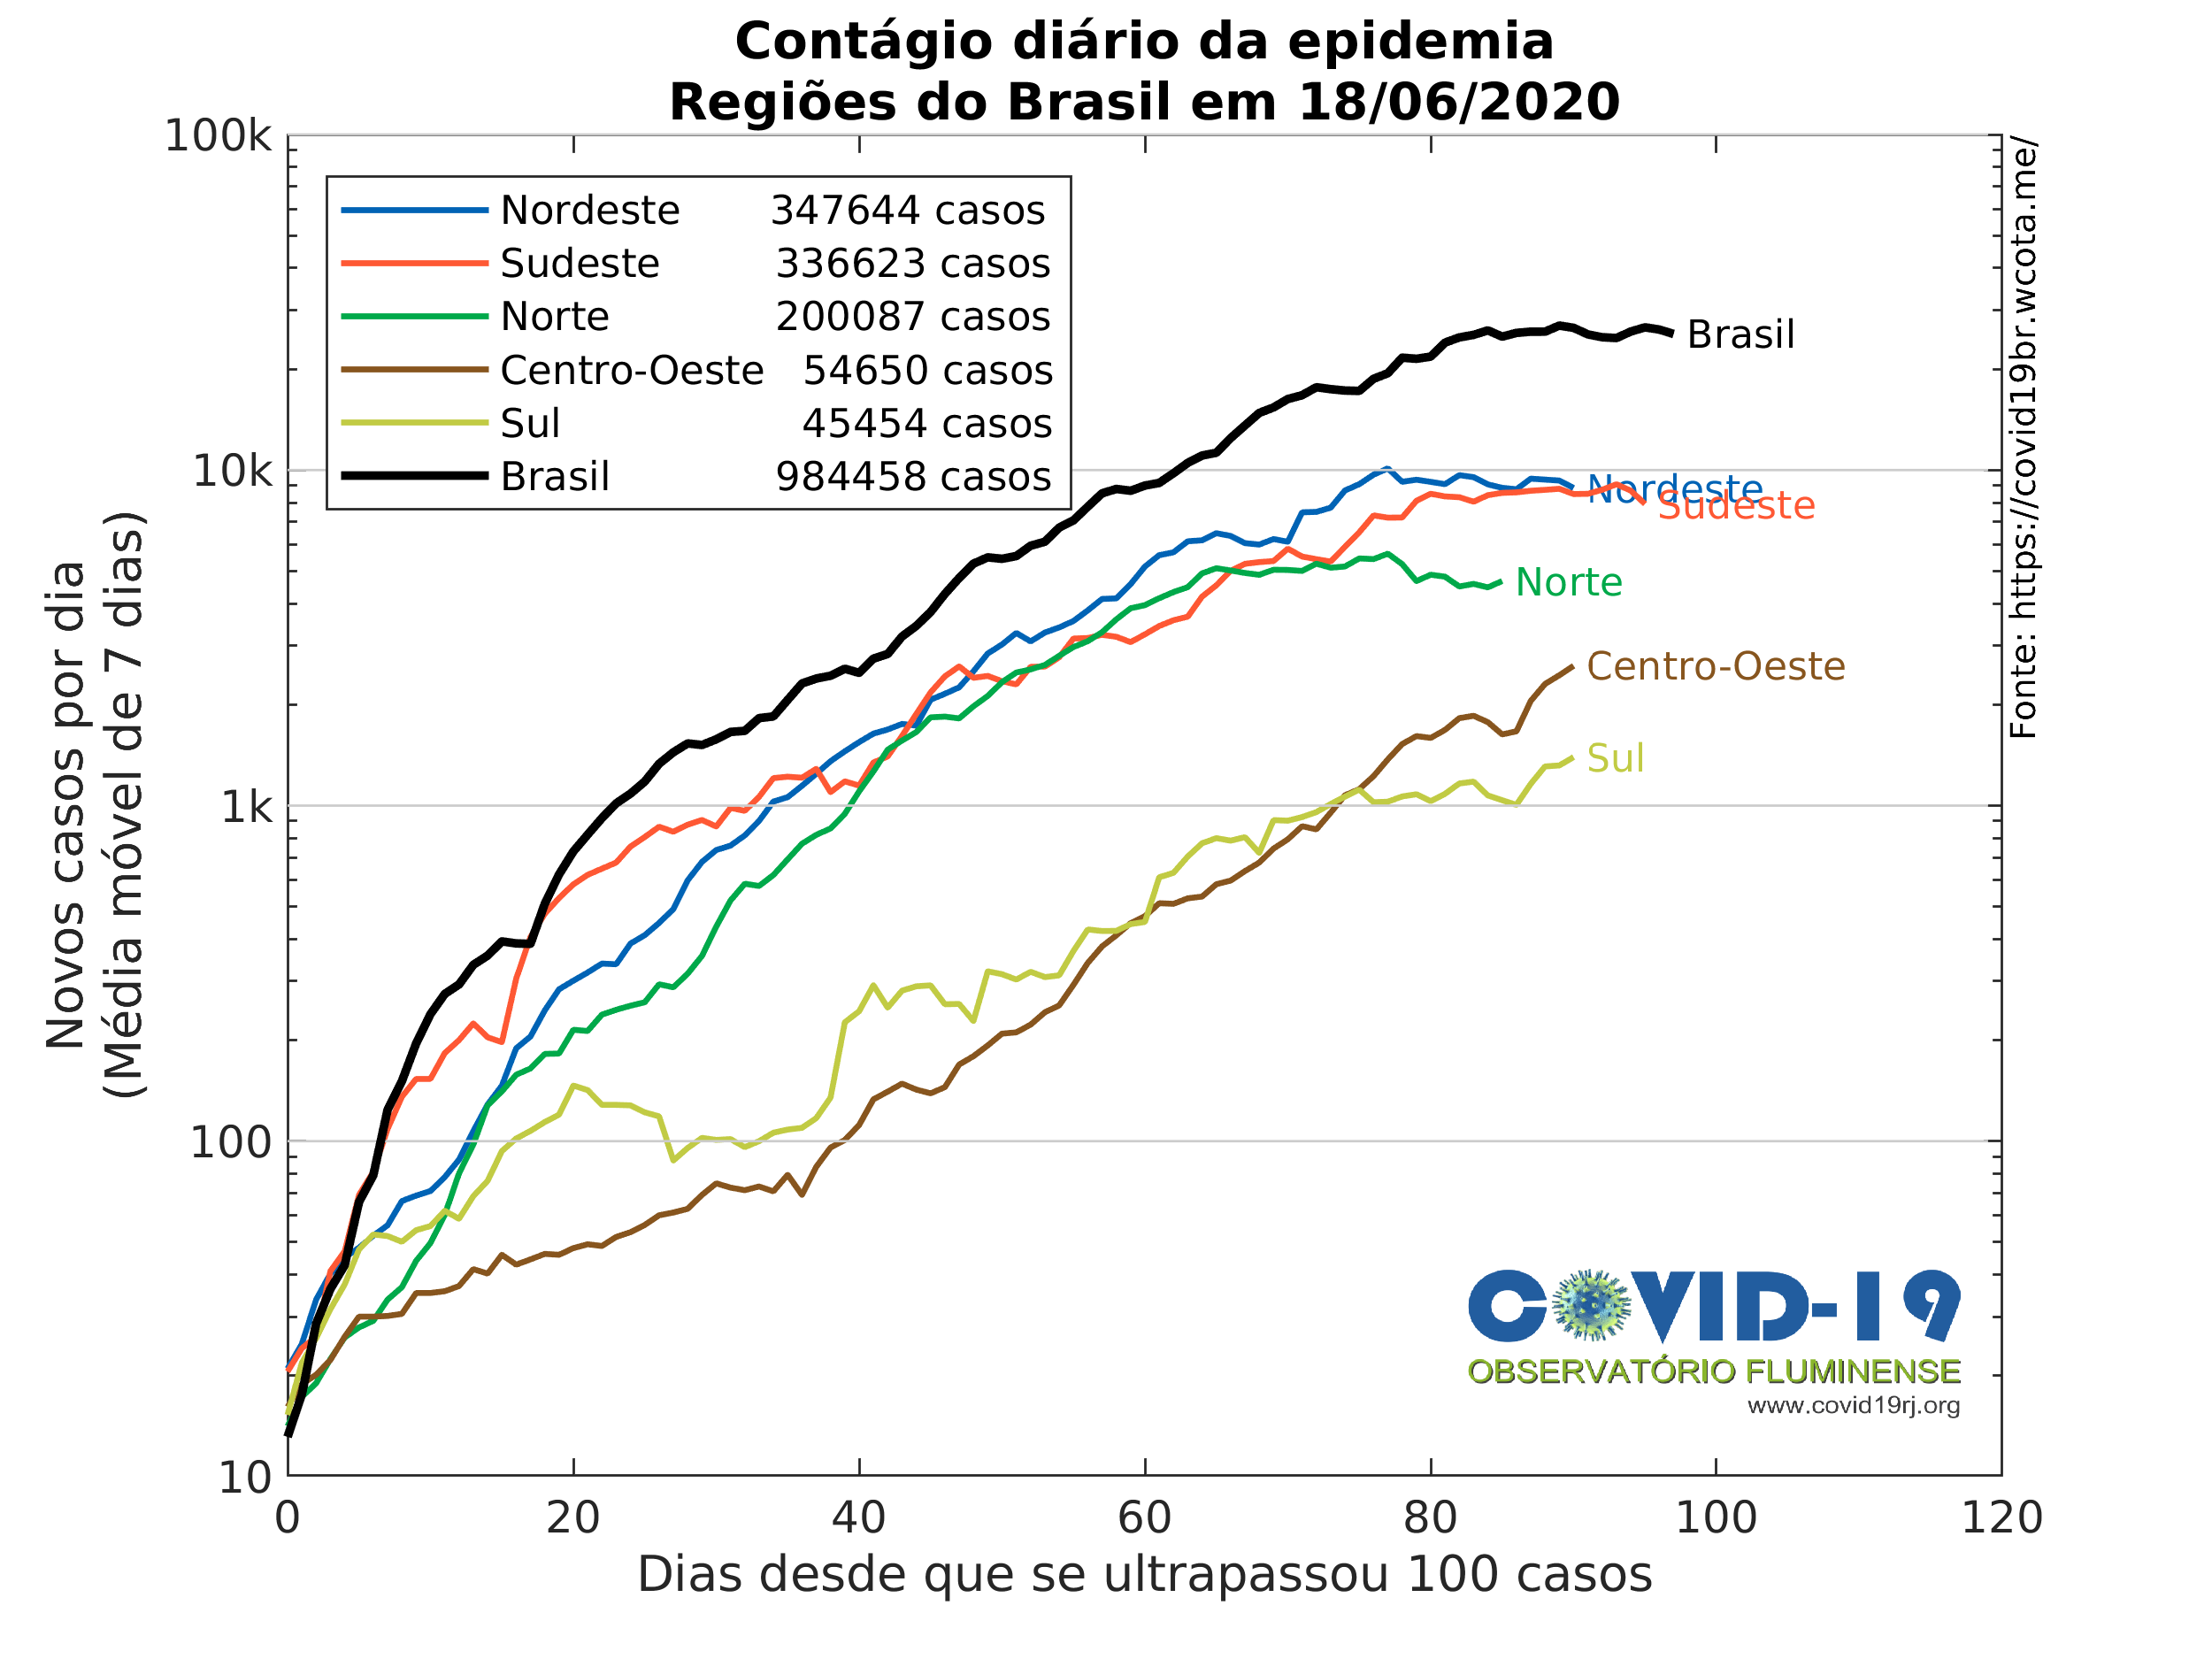 Contágio diário da epidemia
Regiões do Brasil em 18/06/2020
100k
10k
1k
100
10
Novos casos por dia
(Média móvel de 7 dias)
Nordeste 347644 casos
Sudeste 336623 casos
Norte 200087 casos
Centro-Oeste 54650 casos
Sul 45454 casos
Brasil 984458 casos
Brasil
Nordeste
Sudeste
Norte
Centro-Oeste
Sul
Fonte: https://covid19br.wcota.me/
COVID-19
OBSERVATÓRIO FLUMINENSE
www.covid19rj.org
0 20 40 60 80 100 120
Dias desde que se ultrapassou 100 casos